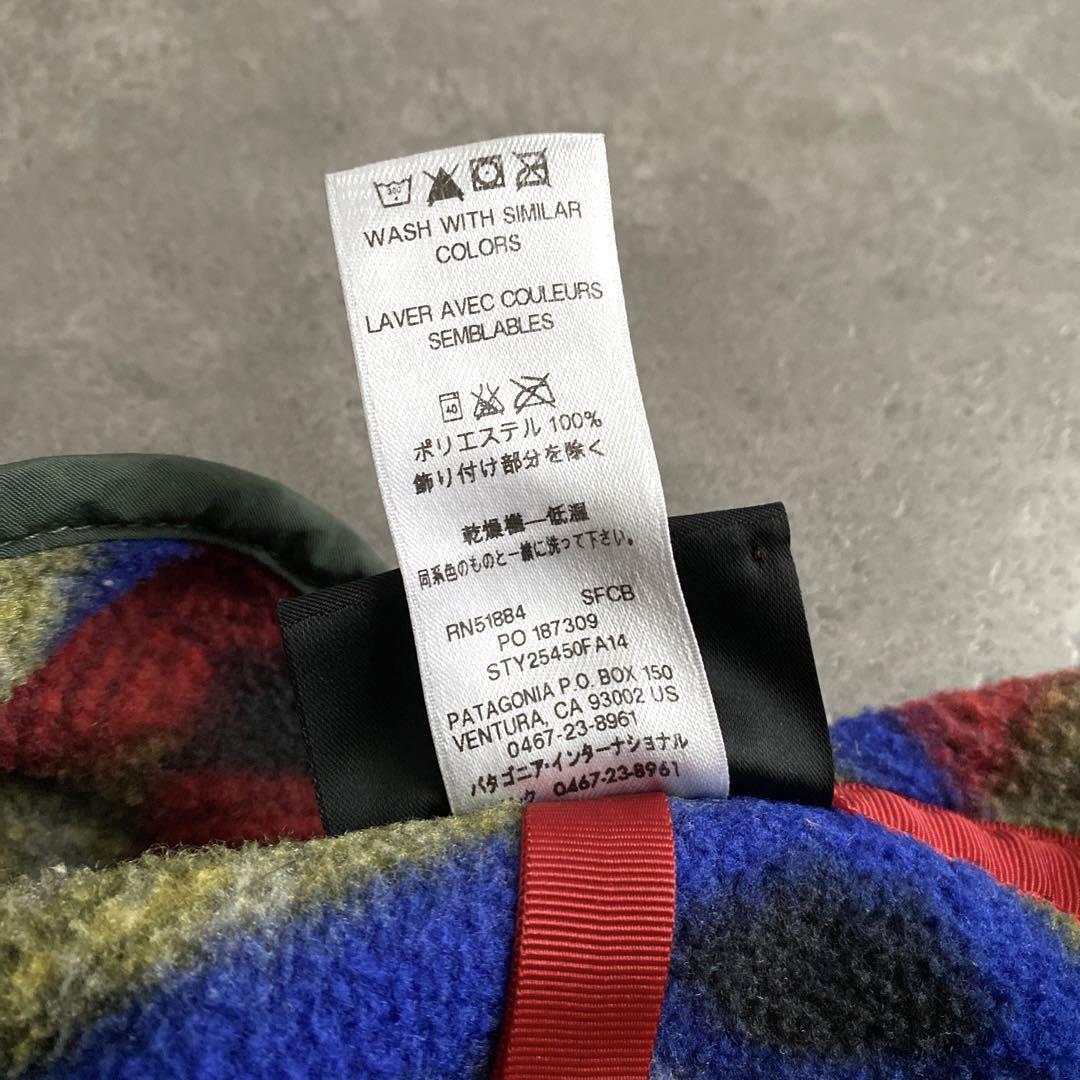 WASH WITH SIMILAR
COLORS
LAVER AVEC COULEURS
SEMBLABLES
40
ポリエステル 100%
飾り付け部分を除く
乾燥機—低温
同系色のものと一緒に洗って下さい。
RN51884 SFCB
PO 187309
STY25450FA14
PATAGONIA P.O. BOX 150
VENTURA, CA 93002 US
0467-23-8961
パタゴニア・インターナショナル
ク 0467-23-8961